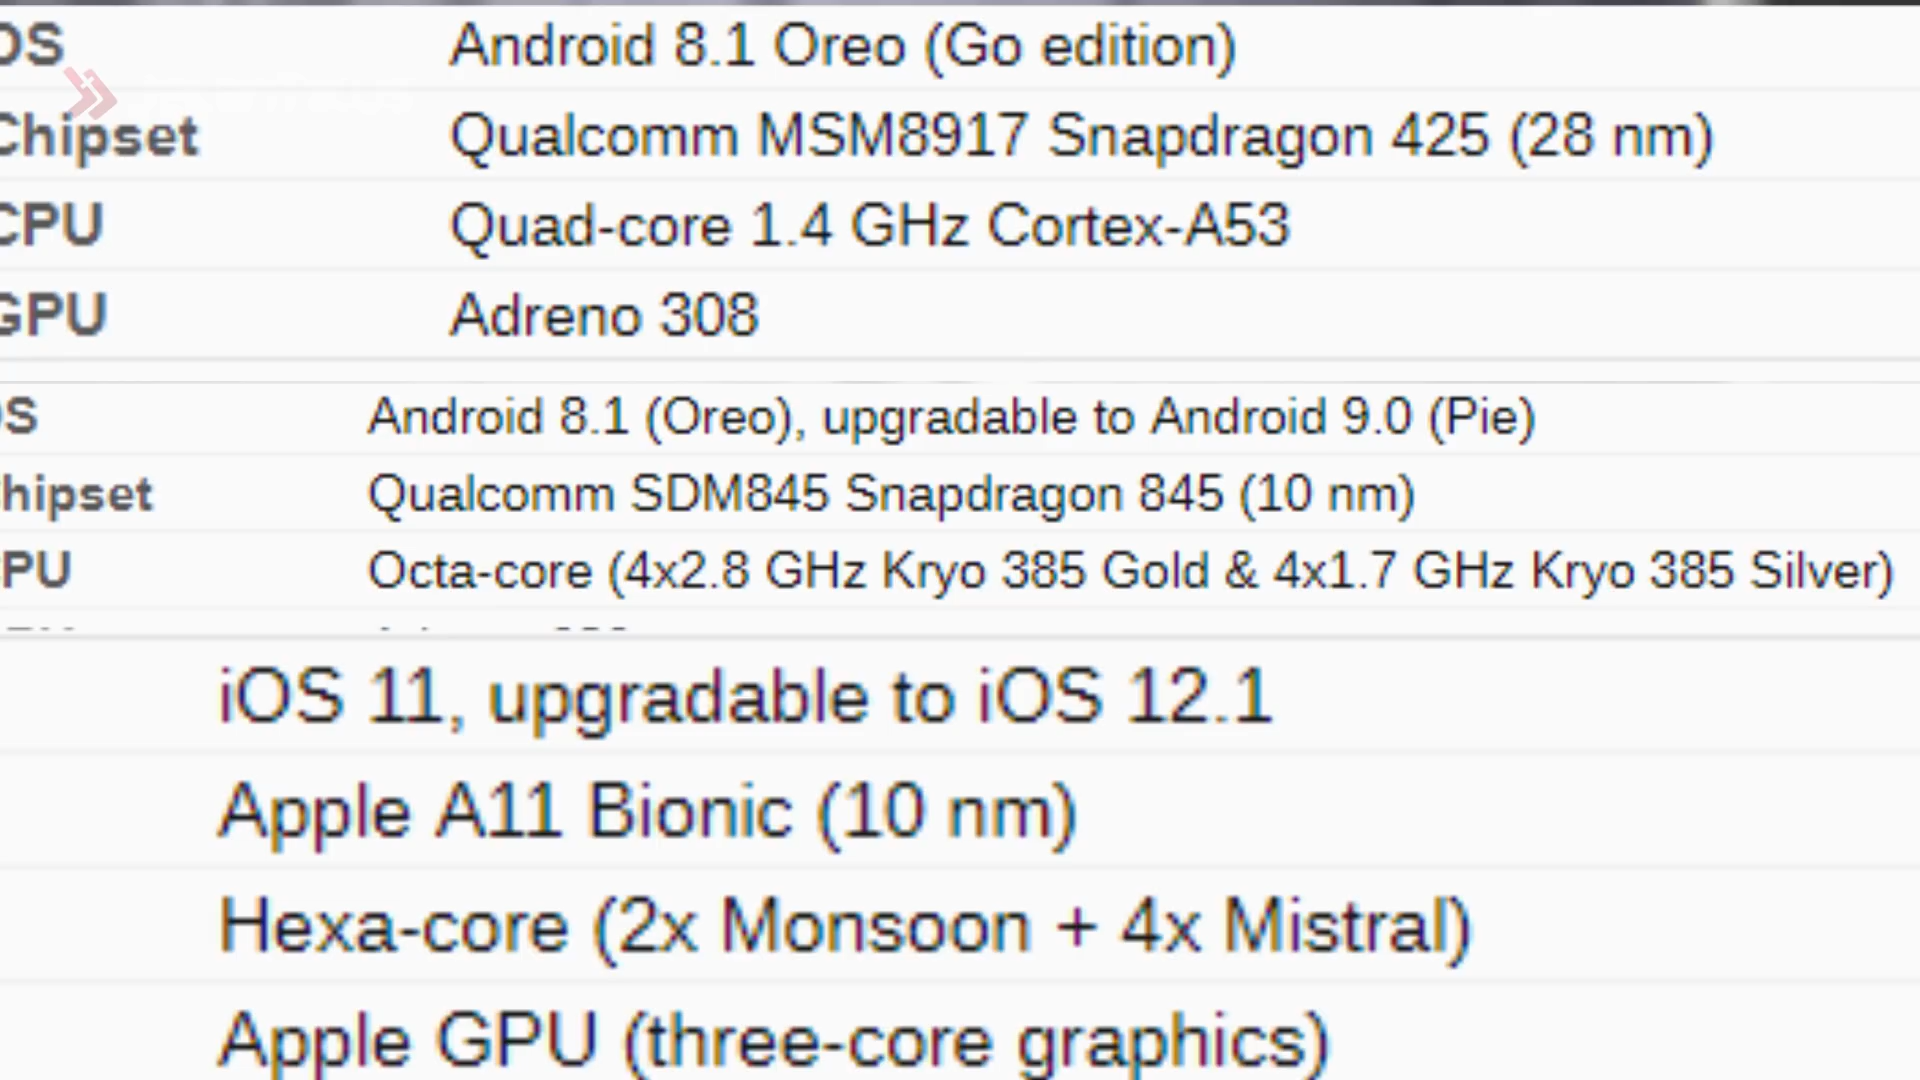 OS Android 8.1 Oreo (Go edition)
Chipset Qualcomm MSM8917 Snapdragon 425 (28 nm)
CPU Quad-core 1.4 GHz Cortex-A53
GPU Adreno 308
OS Android 8.1 (Oreo), upgradable to Android 9.0 (Pie)
hipset Qualcomm SDM845 Snapdragon 845 (10 nm)
PU Octa-core (4x2.8 GHz Kryo 385 Gold & 4x1.7 GHz Kryo 385 Silver)
iOS 11, upgradable to iOS 12.1
Apple A11 Bionic (10 nm)
Hexa-core (2x Monsoon + 4x Mistral)
Apple GPU (three-core graphics)